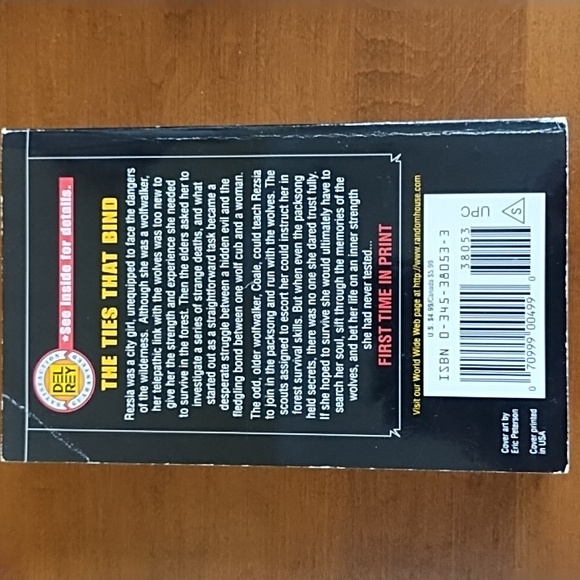 *See inside for details.
SATISFACTION
DEL REY
GUARANTEED
THE TIES THAT BIND
Rezsia was a city girl, unequipped to face the dangers
of the wilderness. Although she was a wolfwalker,
her telepathic link with the wolves was too new to
give her the strength and experience she needed
to survive in the forest. Then the elders asked her to
investigate a series of strange deaths, and what
started out as a straightforward task became a
desperate struggle between a hidden evil and the
fledgling bond between one wolf cub and a woman.
The odd, older wolfwalker, Coale, could teach Rezsia
to join in the packsong and run with the wolves. The
scouts assigned to escort her could instruct her in
forest survival skills. But when even the packsong
held secrets, there was no one she dared trust fully.
If she hoped to survive she would ultimately have to
search her soul, sift through the memories of the
wolves, and bet her life on an inner strength
she had never tested...
FIRST TIME IN PRINT
Visit our World Wide Web page at http://www.randomhouse.com
U.S. $4.99/Canada $5.99
ISBN 0-345-38053-3
38053
0 70999 00499 0
UPC
S
Cover art by
Eric Peterson
Cover printed
in USA